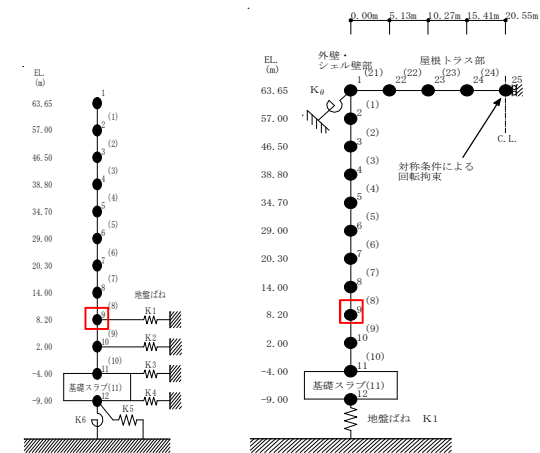 0.00m 5.13m 10.27m 15.41m 20.55m
EL.
(m)
63.65
57.00
46.50
38.80
34.70
29.00
20.30
14.00
8.20
2.00
-4.00
-9.00
1
(1)
2
(2)
3
(3)
4
(4)
5
(5)
6
(6)
7
(7)
8
(8)
9
(9)
10
(10)
11
12
地盤ばね
K1
K2
K3
K4
K5
K6
基礎スラブ(11)
EL.
(m)
63.65
57.00
46.50
38.80
34.70
29.00
20.30
14.00
8.20
2.00
-4.00
-9.00
外壁・
シェル壁部
屋根トラス部
Kθ
1 (21) 22 (22) 23 (23) 24 (24) 25
C.L.
対称条件による
回転拘束
(1)
2
(2)
3
(3)
4
(4)
5
(5)
6
(6)
7
(7)
8
(8)
9
(9)
10
(10)
11
基礎スラブ(11)
12
地盤ばね K1